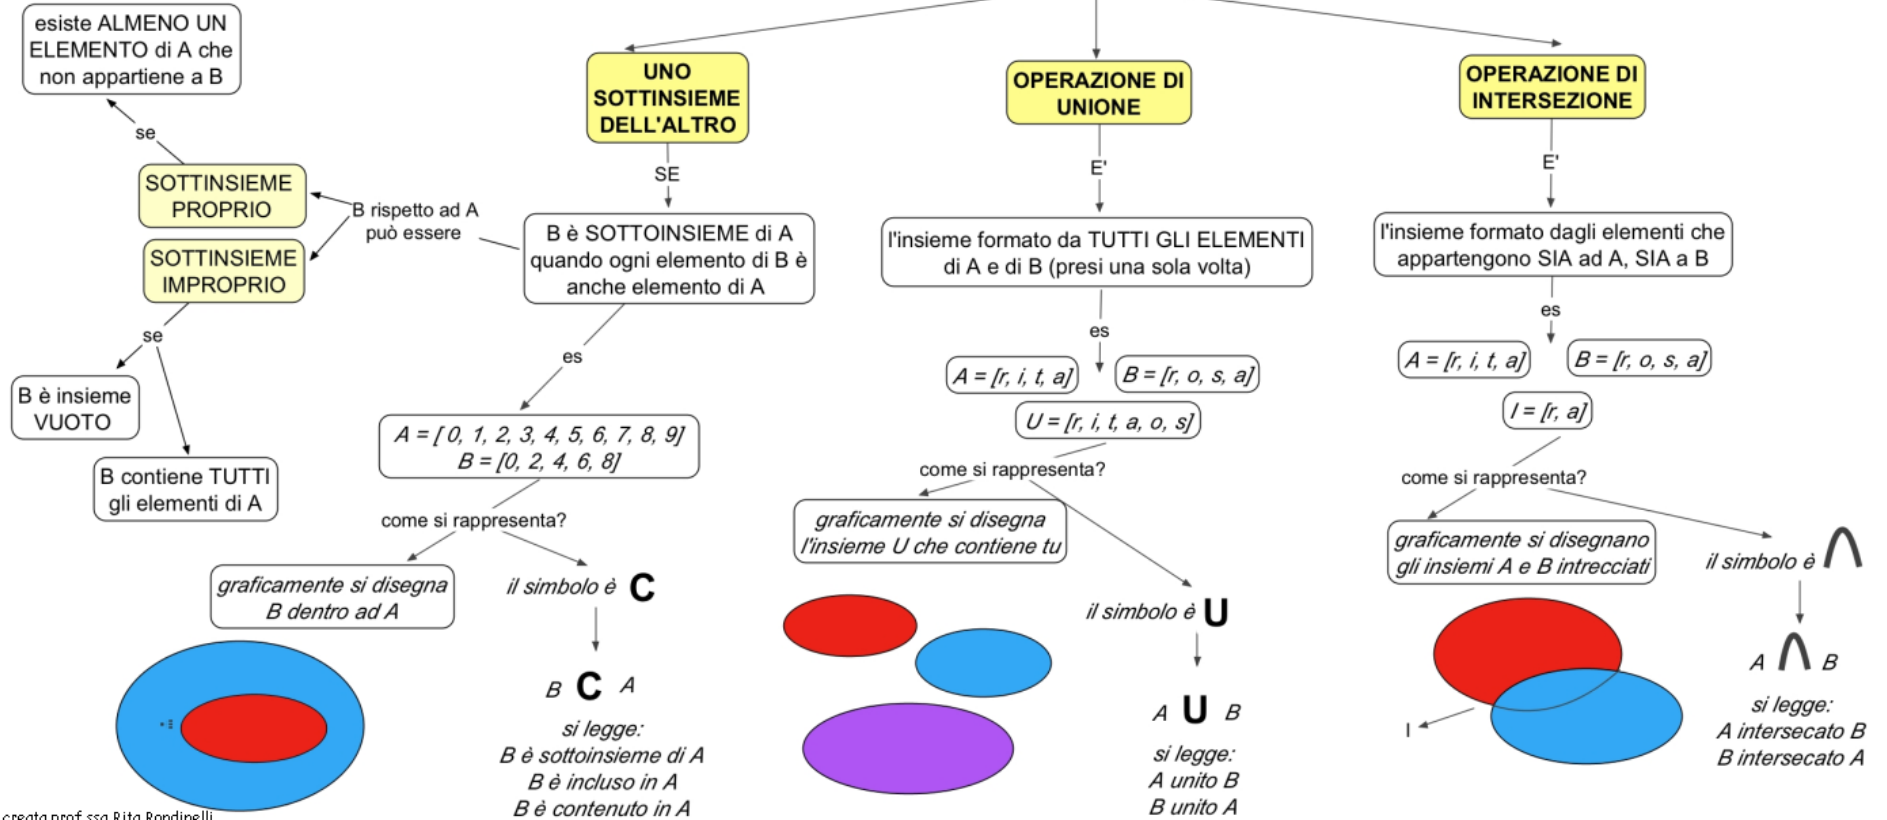 esiste ALMENO UN
ELEMENTO di A che
non appartiene a B
se
SOTTINSIEME
PROPRIO
B rispetto ad A
può essere
SOTTINSIEME
IMPROPRIO
se
B è insieme
VUOTO
B contiene TUTTI
gli elementi di A
UNO
SOTTINSIEME
DELL'ALTRO
SE
B è SOTTOINSIEME di A
quando ogni elemento di B è
anche elemento di A
es
A = [ 0, 1, 2, 3, 4, 5, 6, 7, 8, 9]
B = [0, 2, 4, 6, 8]
come si rappresenta?
graficamente si disegna
B dentro ad A
il simbolo è C
B C A
si legge:
B è sottoinsieme di A
B è incluso in A
B è contenuto in A
OPERAZIONE DI
UNIONE
E'
l'insieme formato da TUTTI GLI ELEMENTI
di A e di B (presi una sola volta)
es
A = [r, i, t, a]
B = [r, o, s, a]
U = [r, i, t, a, o, s]
come si rappresenta?
graficamente si disegna
l'insieme U che contiene tu
il simbolo è U
A U B
si legge:
A unito B
B unito A
OPERAZIONE DI
INTERSEZIONE
E'
l'insieme formato dagli elementi che
appartengono SIA ad A, SIA a B
es
A = [r, i, t, a]
B = [r, o, s, a]
I = [r, a]
come si rappresenta?
graficamente si disegnano
gli insiemi A e B intrecciati
il simbolo è ∩
A ∩ B
si legge:
A intersecato B
B intersecato A
I
creata prof.ssa Rita Rondinelli